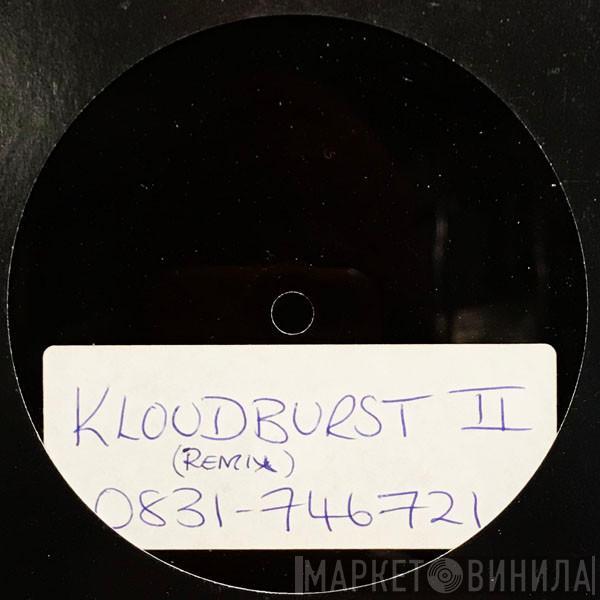 KLOUDBURST II
(REMIX)
0831-746721
МАРКЕТ ВИНИЛА